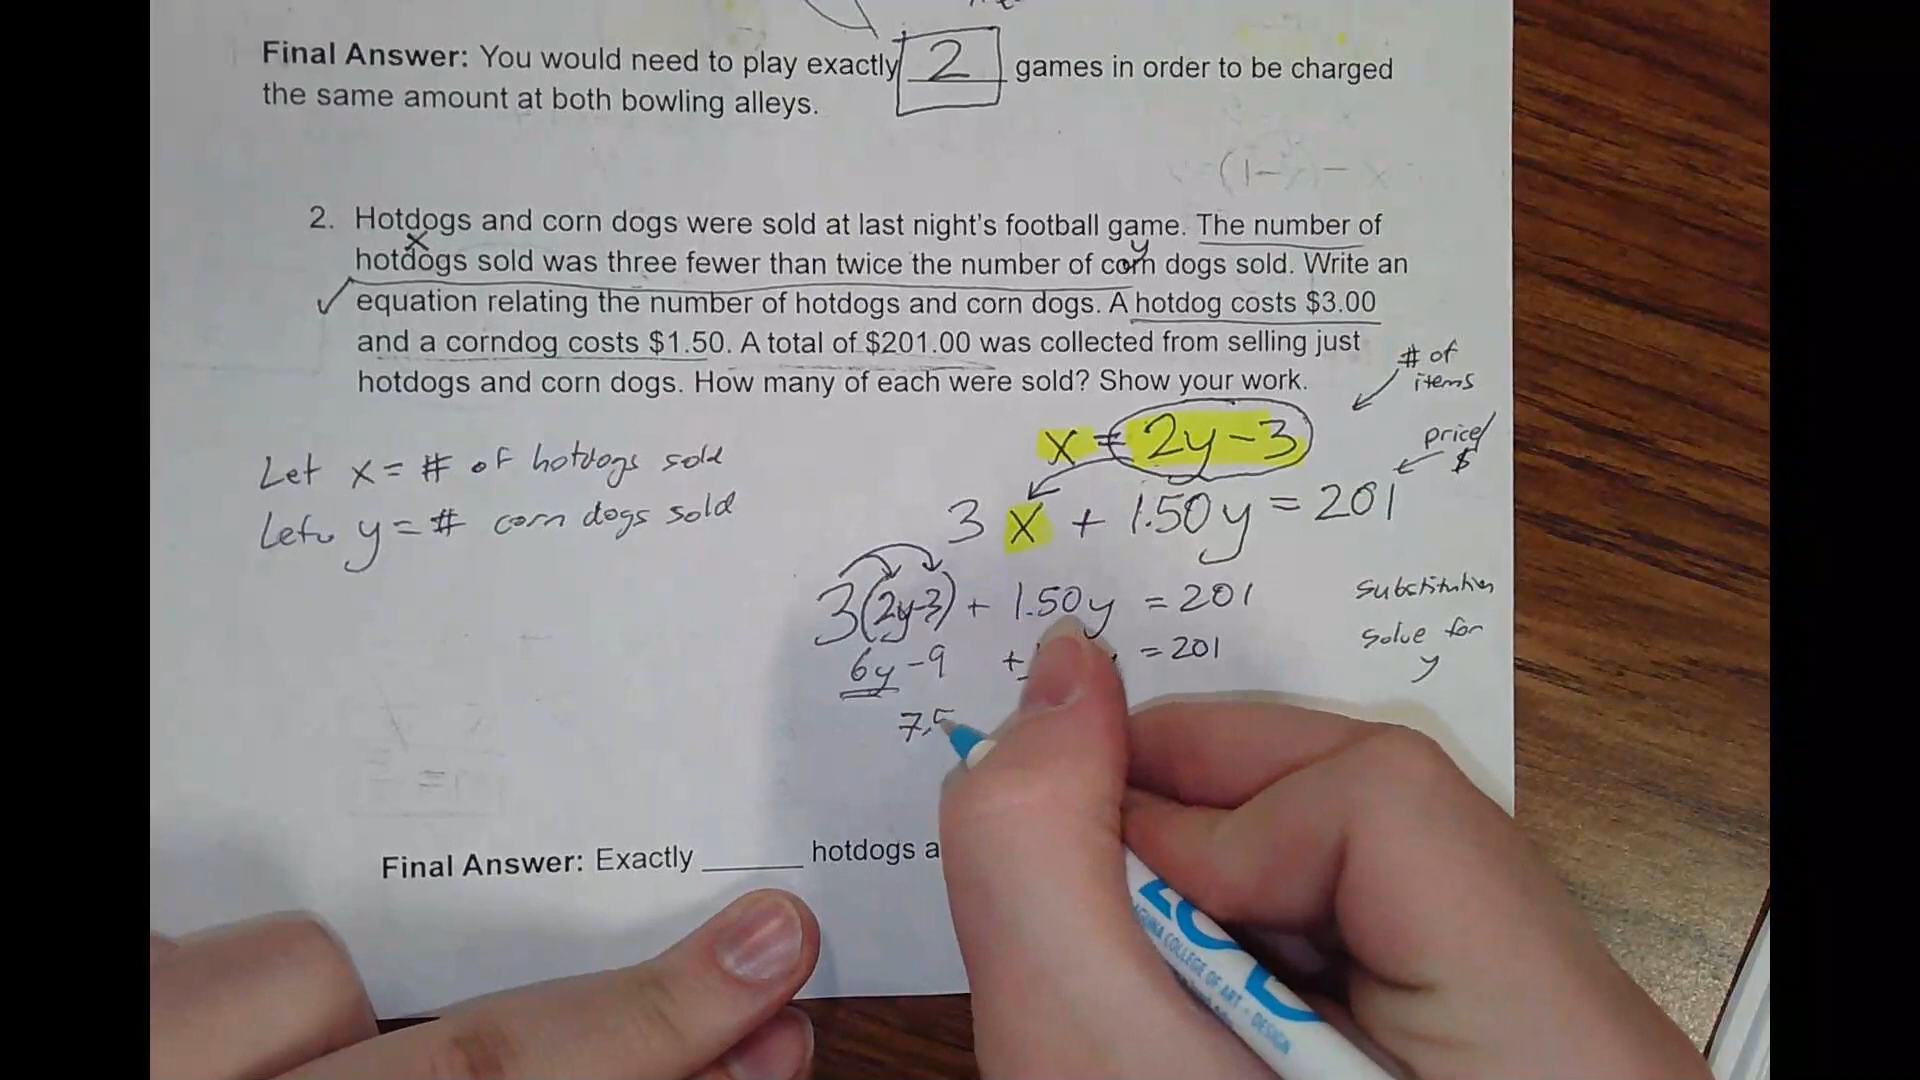 Final Answer: You would need to play exactly 2 games in order to be charged
the same amount at both bowling alleys.
2. Hotdogs and corn dogs were sold at last night's football game. The number of
x
y
hotdogs sold was three fewer than twice the number of corn dogs sold. Write an
✓ equation relating the number of hotdogs and corn dogs. A hotdog costs $3.00
and a corndog costs $1.50. A total of $201.00 was collected from selling just
hotdogs and corn dogs. How many of each were sold? Show your work.
# of
items
x = 2y-3
price/
$
Let x = # of hotdogs sold
Let y = # corn dogs sold
3 x + 1.50y = 201
3(2y-3) + 1.50y = 201
substitution
solve for
y
6y -9 + = 201
7.5
Final Answer: Exactly ______ hotdogs a
COLLEGE OF ART + DESIGN